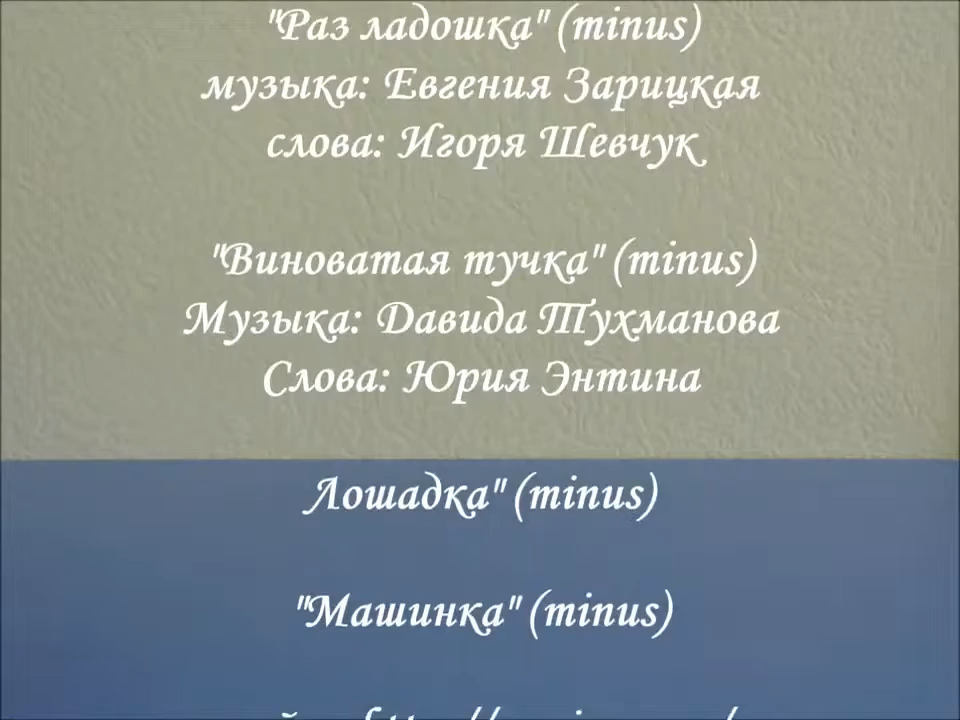 "Раз ладошка" (minus)
музыка: Евгения Зарицкая
слова: Игоря Шевчук
"Виноватая тучка" (minus)
Музыка: Давида Тухманова
Слова: Юрия Энтина
Лошадка" (minus)
"Машинка" (minus)